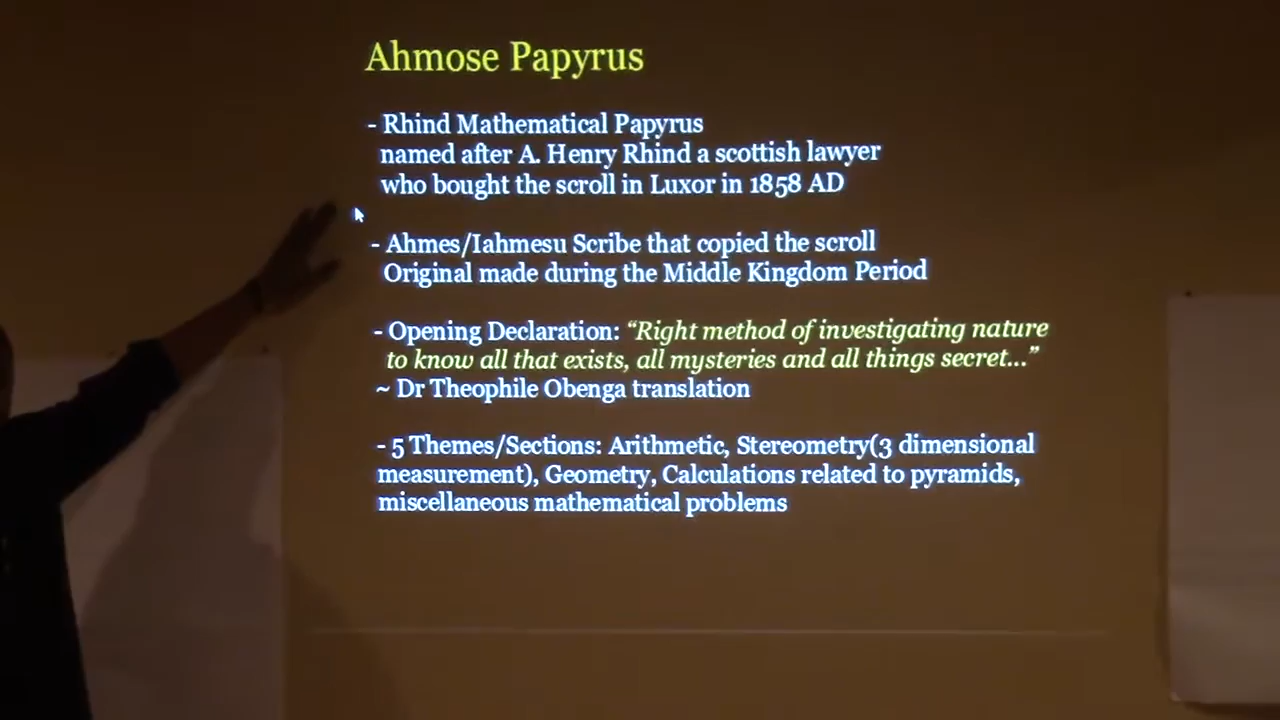 Ahmose Papyrus
- Rhind Mathematical Papyrus
named after A. Henry Rhind a scottish lawyer
who bought the scroll in Luxor in 1858 AD
- Ahmes/Iahmesu Scribe that copied the scroll
Original made during the Middle Kingdom Period
- Opening Declaration: “Right method of investigating nature
to know all that exists, all mysteries and all things secret...”
~ Dr Theophile Obenga translation
- 5 Themes/Sections: Arithmetic, Stereometry(3 dimensional
measurement), Geometry, Calculations related to pyramids,
miscellaneous mathematical problems